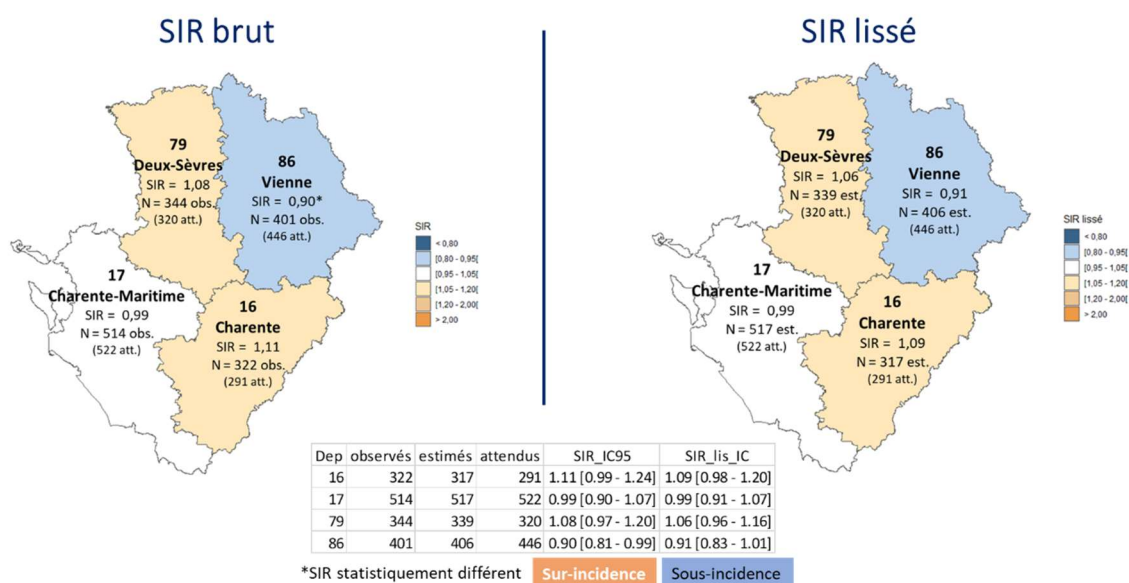 SIR brut
79
Deux-Sèvres
SIR = 1,08
N = 344 obs.
(320 att.)
86
Vienne
SIR = 0,90*
N = 401 obs.
(446 att.)
17
Charente-Maritime
SIR = 0,99
N = 514 obs.
(522 att.)
16
Charente
SIR = 1,11
N = 322 obs.
(291 att.)
SIR
< 0,80
[0,80 - 0,95[
[0,95 - 1,05[
[1,05 - 1,20[
[1,20 - 2,00[
> 2,00
SIR lissé
79
Deux-Sèvres
SIR = 1,06
N = 339 est.
(320 att.)
86
Vienne
SIR = 0,91
N = 406 est.
(446 att.)
17
Charente-Maritime
SIR = 0,99
N = 517 est.
(522 att.)
16
Charente
SIR = 1,09
N = 317 est.
(291 att.)
SIR lissé
< 0,80
[0,80 - 0,95[
[0,95 - 1,05[
[1,05 - 1,20[
[1,20 - 2,00[
> 2,00
Dep observés estimés attendus SIR_IC95 SIR_lis_IC
16 322 317 291 1.11 [0.99 - 1.24] 1.09 [0.98 - 1.20]
17 514 517 522 0.99 [0.90 - 1.07] 0.99 [0.91 - 1.07]
79 344 339 320 1.08 [0.97 - 1.20] 1.06 [0.96 - 1.16]
86 401 406 446 0.90 [0.81 - 0.99] 0.91 [0.83 - 1.01]
*SIR statistiquement différent Sur-incidence Sous-incidence